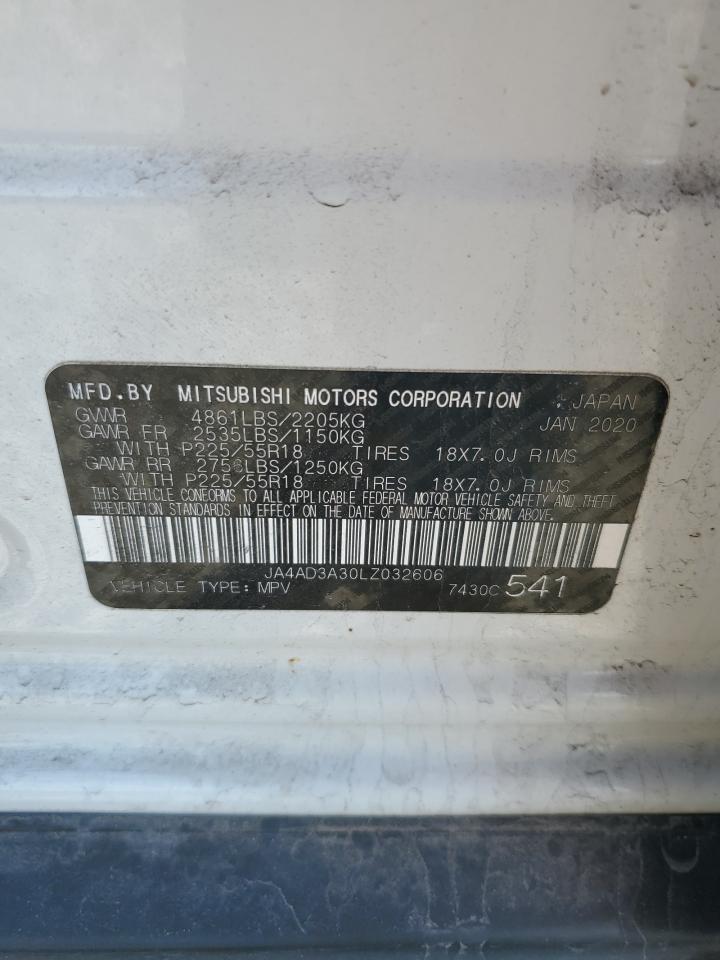 MFD.BY MITSUBISHI MOTORS CORPORATION JAPAN
GVWR 4861LBS/2205KG JAN 2020
GAWR FR 2535LBS/1150KG
WITH P225/55R18 TIRES 18X7.0J RIMS
GAWR RR 2756LBS/1250KG
WITH P225/55R18 TIRES 18X7.0J RIMS
THIS VEHICLE CONFORMS TO ALL APPLICABLE FEDERAL MOTOR VEHICLE SAFETY AND THEFT
PREVENTION STANDARDS IN EFFECT ON THE DATE OF MANUFACTURE SHOWN ABOVE.
JA4AD3A30LZ032606
VEHICLE TYPE: MPV 7430C 541